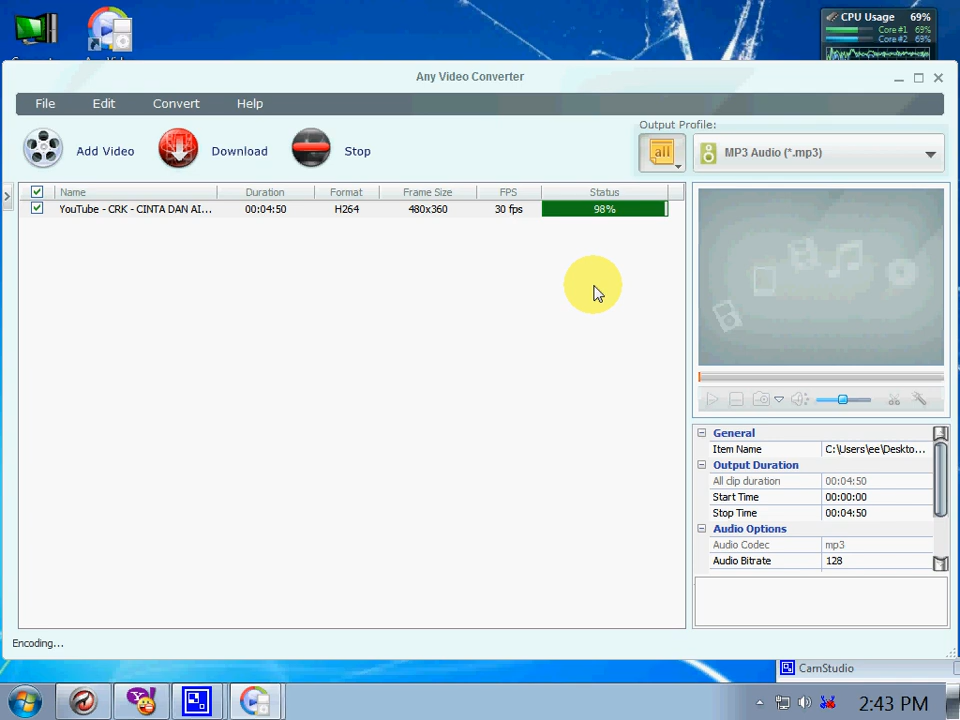 CPU Usage 69%
Core #1 69%
Core #2 69%
Any Video Converter
File Edit Convert Help
Output Profile:
Add Video Download Stop
all MP3 Audio (*.mp3)
Name Duration Format Frame Size FPS Status
YouTube - CRK - CINTA DAN AI... 00:04:50 H264 480x360 30 fps 98%
General
Item Name C:\Users\ee\Deskto...
Output Duration
All clip duration 00:04:50
Start Time 00:00:00
Stop Time 00:04:50
Audio Options
Audio Codec mp3
Audio Bitrate 128
Encoding...
CamStudio
2:43 PM